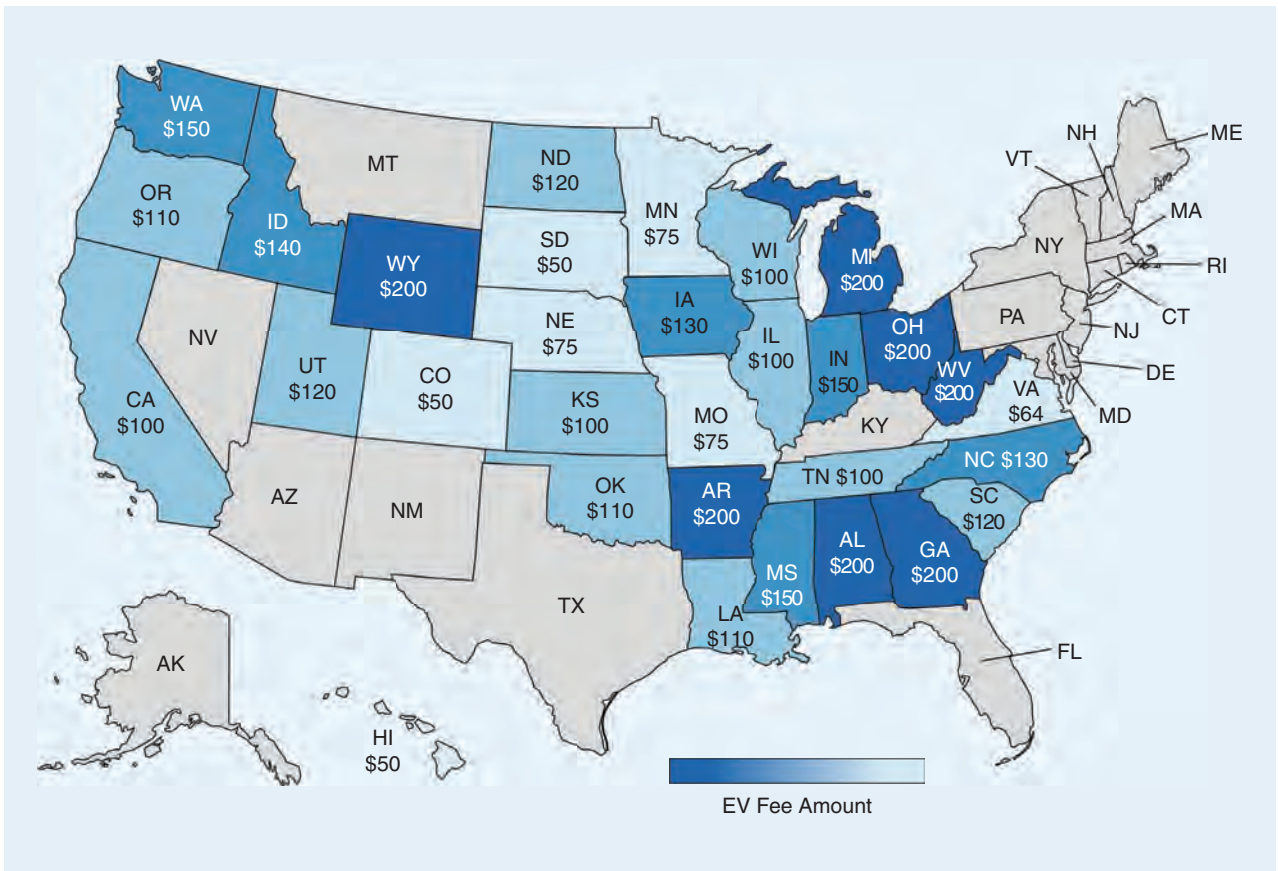 WA
$150
OR
$110
ID
$140
MT
ND
$120
MN
$75
SD
$50
WY
$200
WI
$100
MI
$200
NH
ME
VT
MA
NY
RI
CT
PA
NJ
DE
MD
NV
UT
$120
CO
$50
NE
$75
IA
$130
IL
$100
IN
$150
OH
$200
WV
$200
VA
$64
CA
$100
KS
$100
MO
$75
KY
AZ
NM
OK
$110
AR
$200
TN $100
NC $130
SC
$120
MS
$150
AL
$200
GA
$200
TX
LA
$110
AK
HI
$50
FL
EV Fee Amount